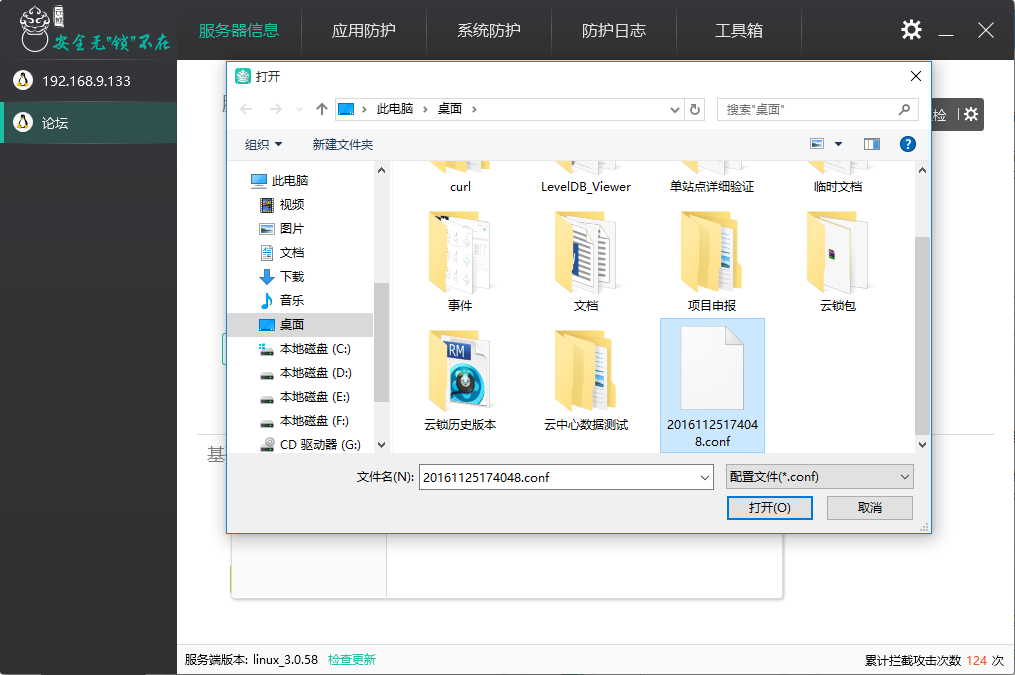 云锁
安全无"锁"不在
服务器信息
应用防护
系统防护
防护日志
工具箱
192.168.9.133
论坛
打开
此电脑
桌面
搜索"桌面"
检
组织
新建文件夹
此电脑
视频
图片
文档
下载
音乐
桌面
本地磁盘 (C:)
本地磁盘 (D:)
本地磁盘 (E:)
本地磁盘 (F:)
CD 驱动器 (G:)
curl
LevelDB_Viewer
单站点详细验证
临时文档
事件
文档
项目申报
云锁包
RM
云锁历史版本
云中心数据测试
2016112517404
8.conf
基
文件名(N):
20161125174048.conf
配置文件(*.conf)
打开(O)
取消
服务端版本: linux_3.0.58
检查更新
累计拦截攻击次数 124 次